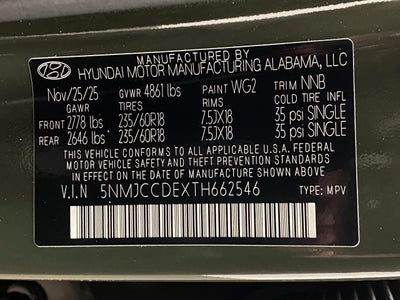 MANUFACTURED BY
HYUNDAI MOTOR MANUFACTURING ALABAMA, LLC
Nov/25/25 GVWR 4861 lbs PAINT WG2 TRIM NNB
GAWR TIRES RIMS COLD TIRE INFL
FRONT 2778 lbs 235/60R18 7.5JX18 35 psi SINGLE
REAR 2646 lbs 235/60R18 7.5JX18 35 psi SINGLE
THIS VEHICLE CONFORMS TO ALL APPLICABLE U.S.A. FEDERAL
MOTOR VEHICLE SAFETY AND THEFT PREVENTION STANDARDS
IN EFFECT ON THE DATE OF MANUFACTURE SHOWN ABOVE.
V.I.N 5NMJCCDEXTH662546 TYPE: MPV